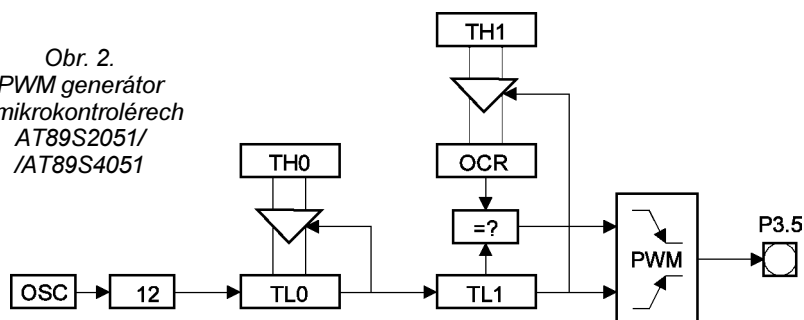 Obr. 2.
PWM generátor
mikrokontrolérech
AT89S2051/
/AT89S4051
TH1
TH0
OCR
=?
P3.5
PWM
OSC
12
TL0
TL1